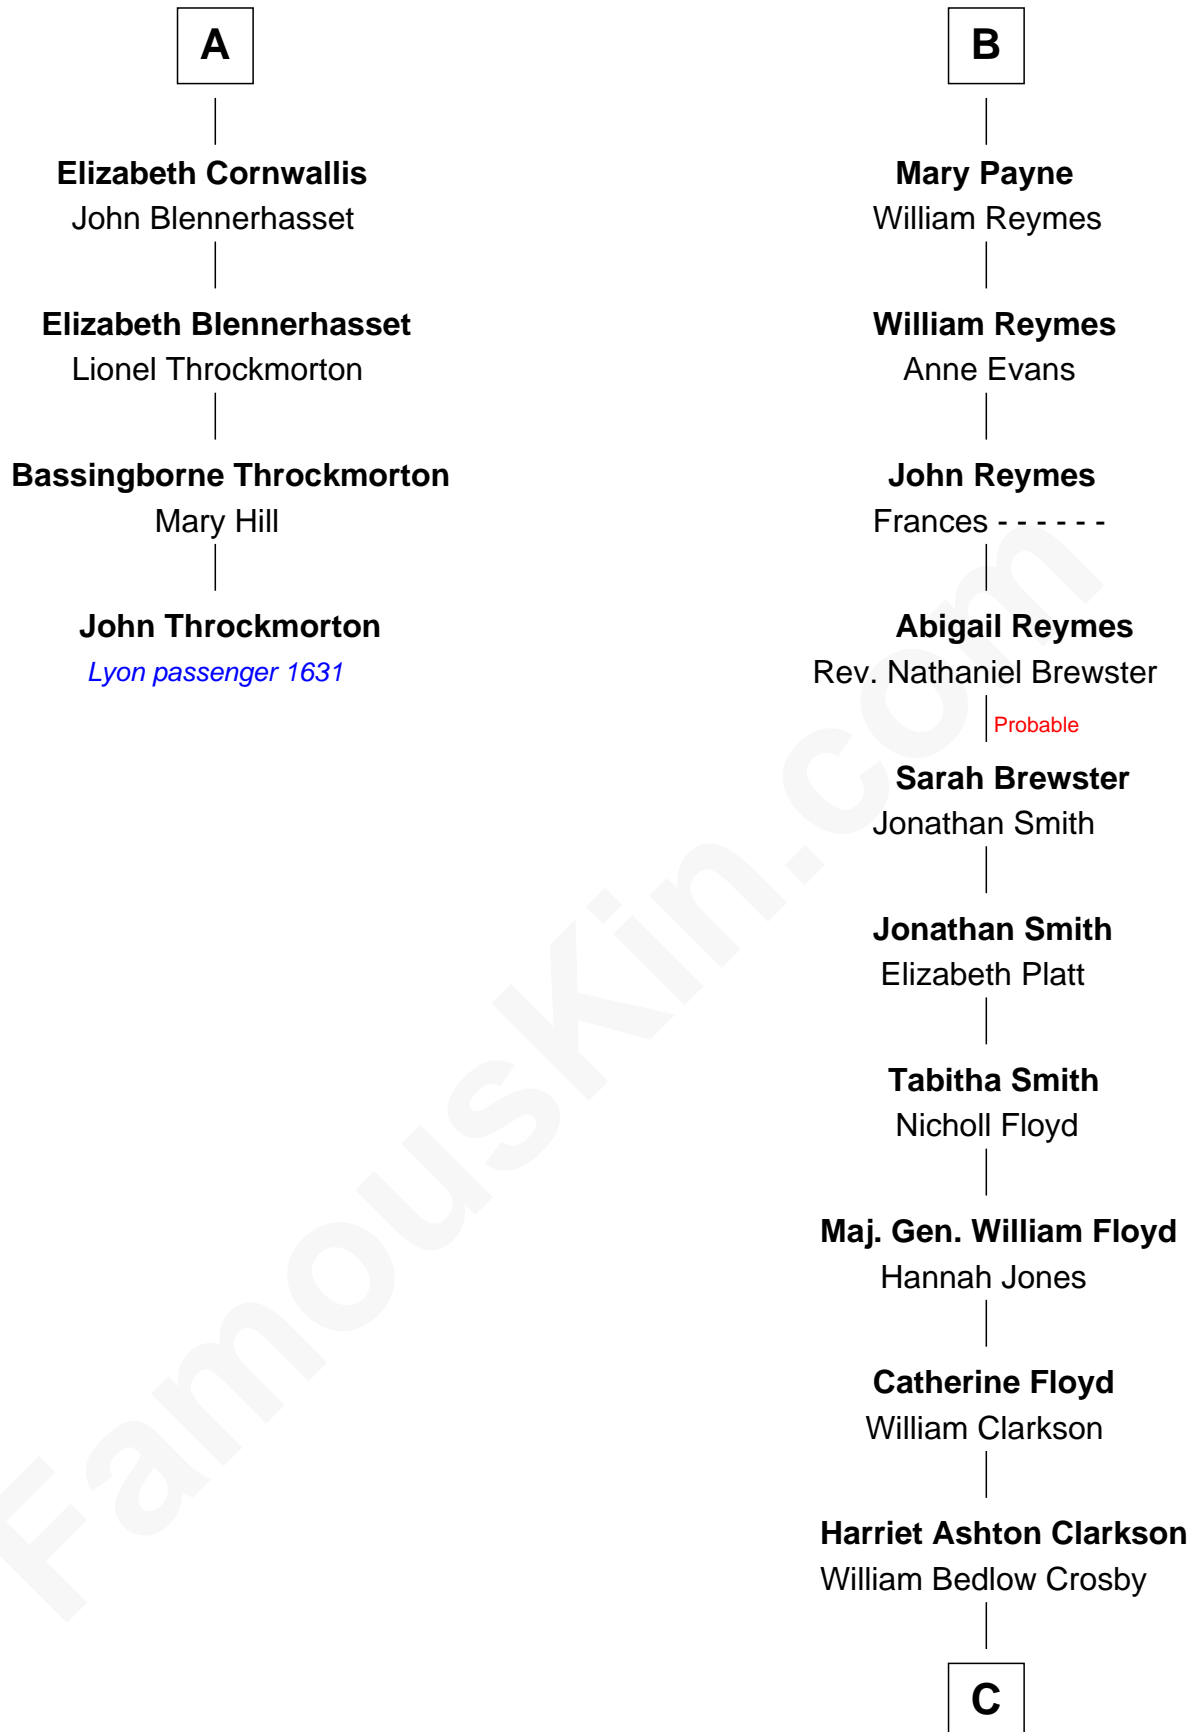 A
Elizabeth Cornwallis
John Blennerhasset
Elizabeth Blennerhasset
Lionel Throckmorton
Bassingborne Throckmorton
Mary Hill
John Throckmorton
Lyon passenger 1631
B
Mary Payne
William Reymes
William Reymes
Anne Evans
John Reymes
Frances - - - - - -
Abigail Reymes
Rev. Nathaniel Brewster
Probable
Sarah Brewster
Jonathan Smith
Jonathan Smith
Elizabeth Platt
Tabitha Smith
Nicholl Floyd
Maj. Gen. William Floyd
Hannah Jones
Catherine Floyd
William Clarkson
Harriet Ashton Clarkson
William Bedlow Crosby
C
FamousKin.com